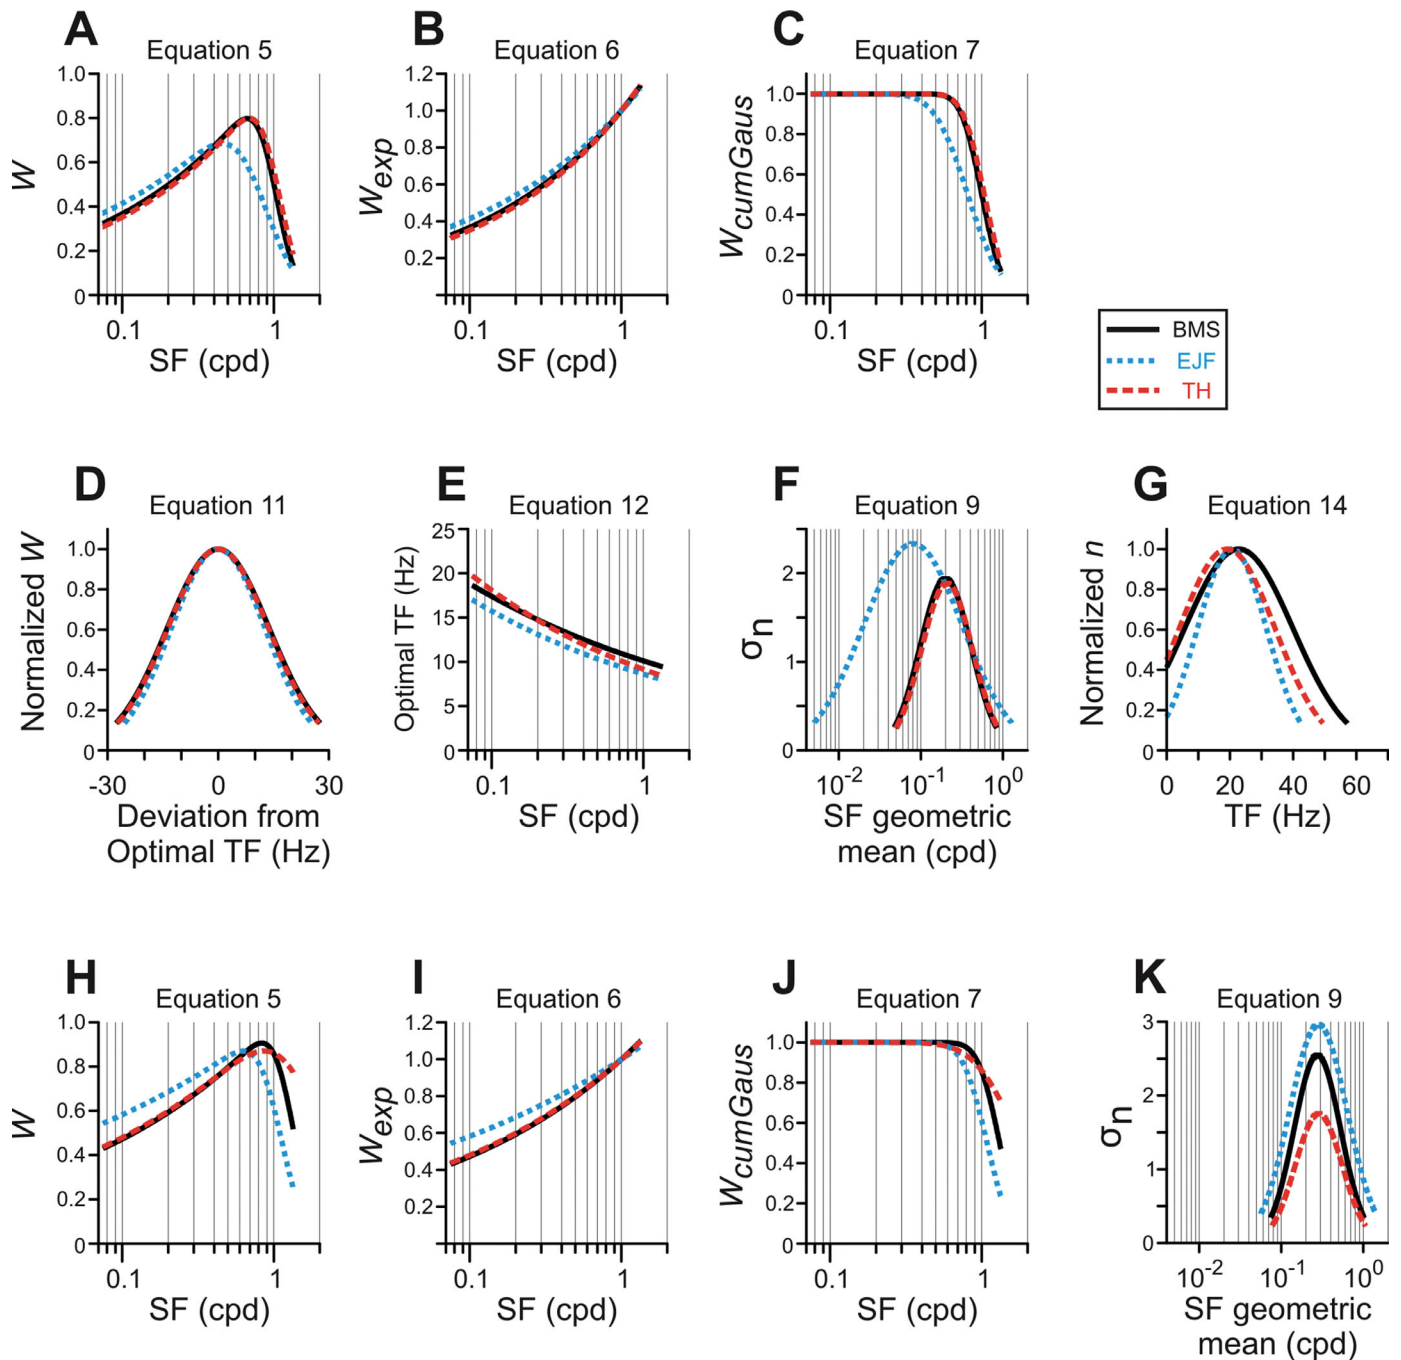 A
Equation 5
W
1.0
0.8
0.6
0.4
0.2
0
0.1 1
SF (cpd)
B
Equation 6
Wexp
1.2
1.0
0.8
0.6
0.4
0.2
0.1 1
SF (cpd)
C
Equation 7
WcumGaus
1.0
0.8
0.6
0.4
0.2
0
0.1 1
SF (cpd)
BMS
EJF
TH
D
Equation 11
Normalized W
1.0
0.8
0.6
0.4
0.2
0
-30 0 30
Deviation from
Optimal TF (Hz)
E
Equation 12
Optimal TF (Hz)
25
20
15
10
5
0
0.1 1
SF (cpd)
F
Equation 9
σn
2
1
0
10-2 10-1 100
SF geometric
mean (cpd)
G
Equation 14
Normalized n
1.0
0.8
0.6
0.4
0.2
0
0 20 40 60
TF (Hz)
H
Equation 5
W
1.0
0.8
0.6
0.4
0.2
0
0.1 1
SF (cpd)
I
Equation 6
Wexp
1.2
1.0
0.8
0.6
0.4
0.2
0.1 1
SF (cpd)
J
Equation 7
WcumGaus
1.0
0.8
0.6
0.4
0.2
0
0.1 1
SF (cpd)
K
Equation 9
σn
3
2
1
0
10-2 10-1 100
SF geometric
mean (cpd)